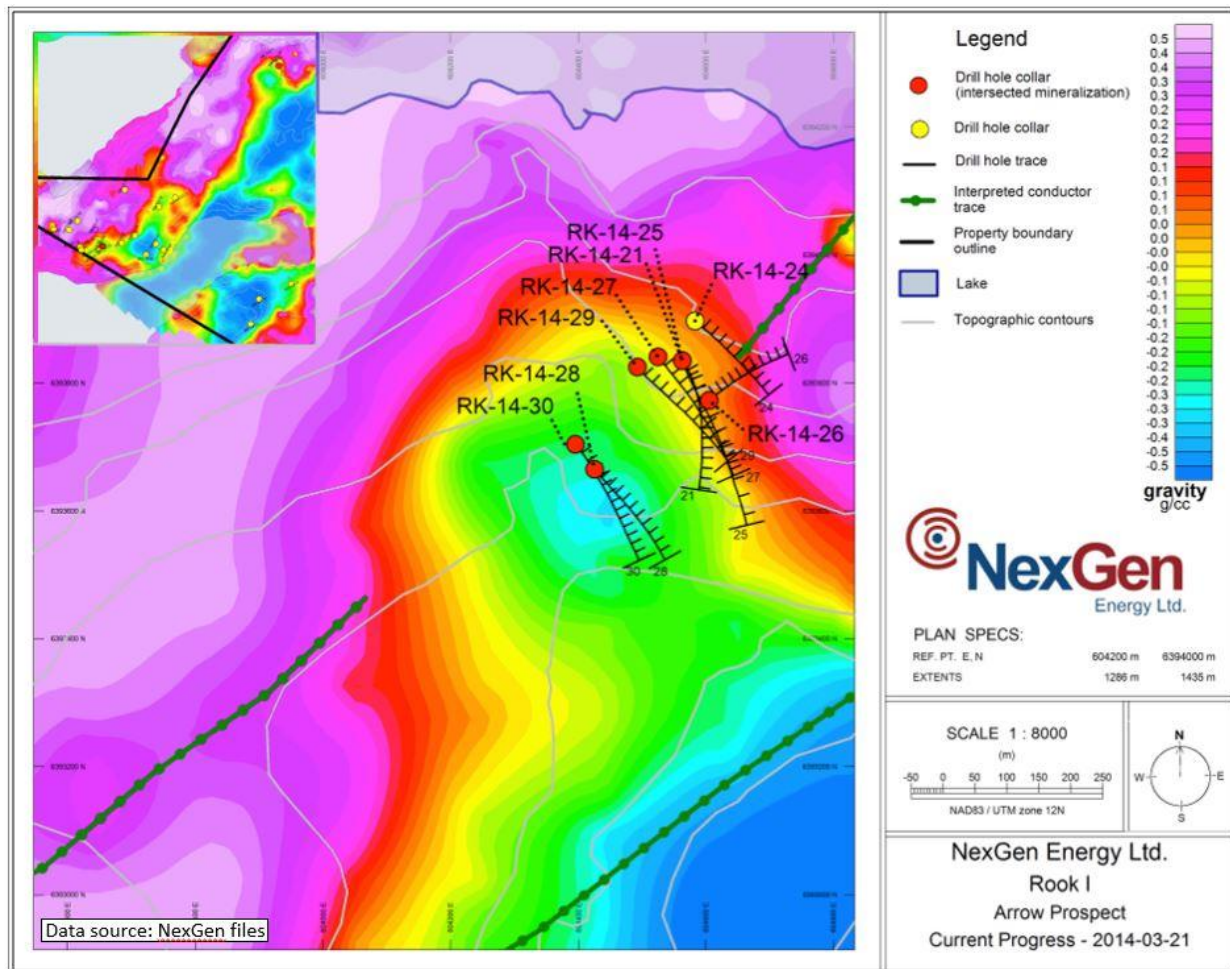 RK-14-25
RK-14-21
RK-14-24
RK-14-27
RK-14-29
RK-14-28
RK-14-30
RK-14-26
26
24
29
27
21
25
30
28
6393400 N
6393200 N
6393000 N
604200 E
Data source: NexGen files
Legend
Drill hole collar
(intersected mineralization)
Drill hole collar
Drill hole trace
Interpreted conductor
trace
Property boundary
outline
Lake
Topographic contours
0.5
0.4
0.4
0.3
0.3
0.2
0.2
0.2
0.2
0.1
0.1
0.1
0.1
0.0
0.0
-0.0
-0.0
-0.1
-0.1
-0.1
-0.1
-0.2
-0.2
-0.2
-0.3
-0.3
-0.4
-0.5
-0.5
gravity
g/cc
NexGen
Energy Ltd.
PLAN SPECS:
REF. PT. E, N 604200 m 6394000 m
EXTENTS 1286 m 1435 m
SCALE 1 : 8000
(m)
-50 0 50 100 150 200 250
NAD83 / UTM zone 12N
N
W E
S
NexGen Energy Ltd.
Rook I
Arrow Prospect
Current Progress - 2014-03-21